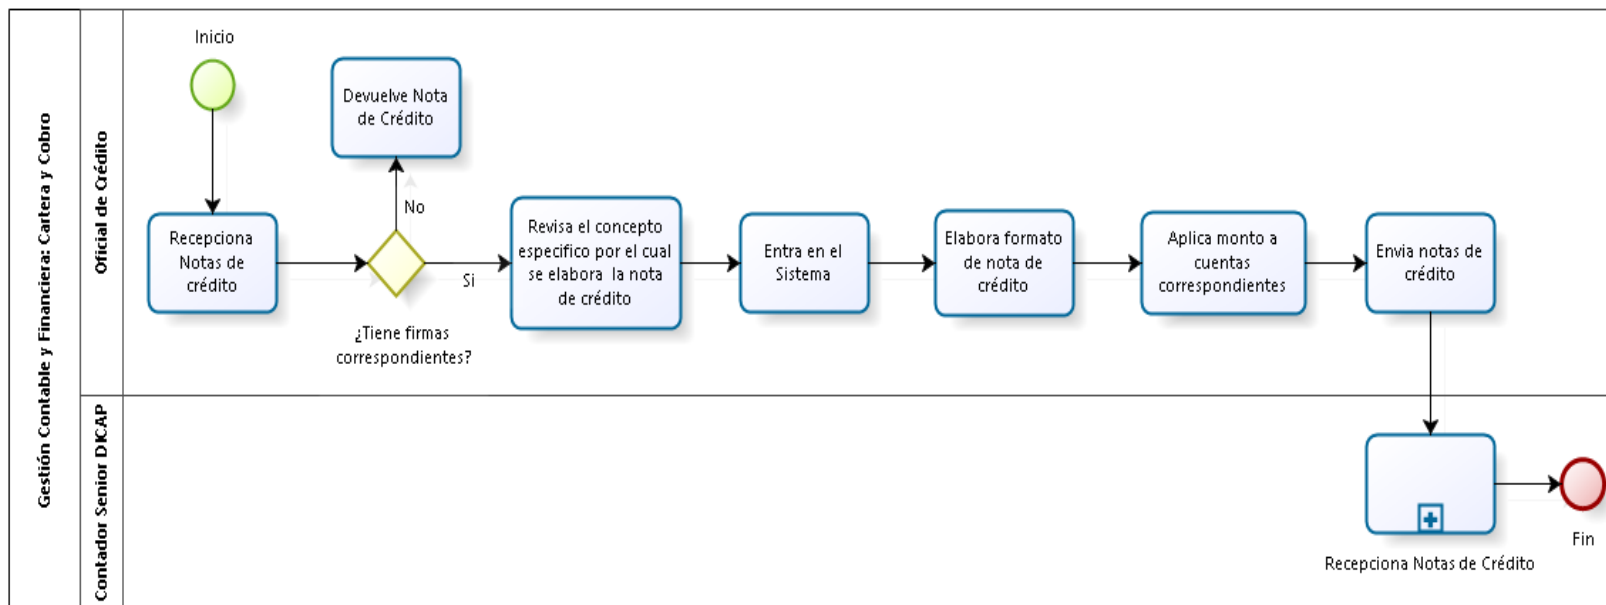 Gestión Contable y Financiera: Cartera y Cobro
Oficial de Crédito
Inicio
Recepciona
Notas de
crédito
Devuelve Nota
de Crédito
No
Si
¿Tiene firmas
correspondientes?
Revisa el concepto
especifico por el cual
se elabora la nota
de crédito
Entra en el
Sistema
Elabora formato
de nota de
crédito
Aplica monto a
cuentas
correspondientes
Envia notas de
crédito
Contador Senior DICAP
Recepciona Notas de Crédito
Fin